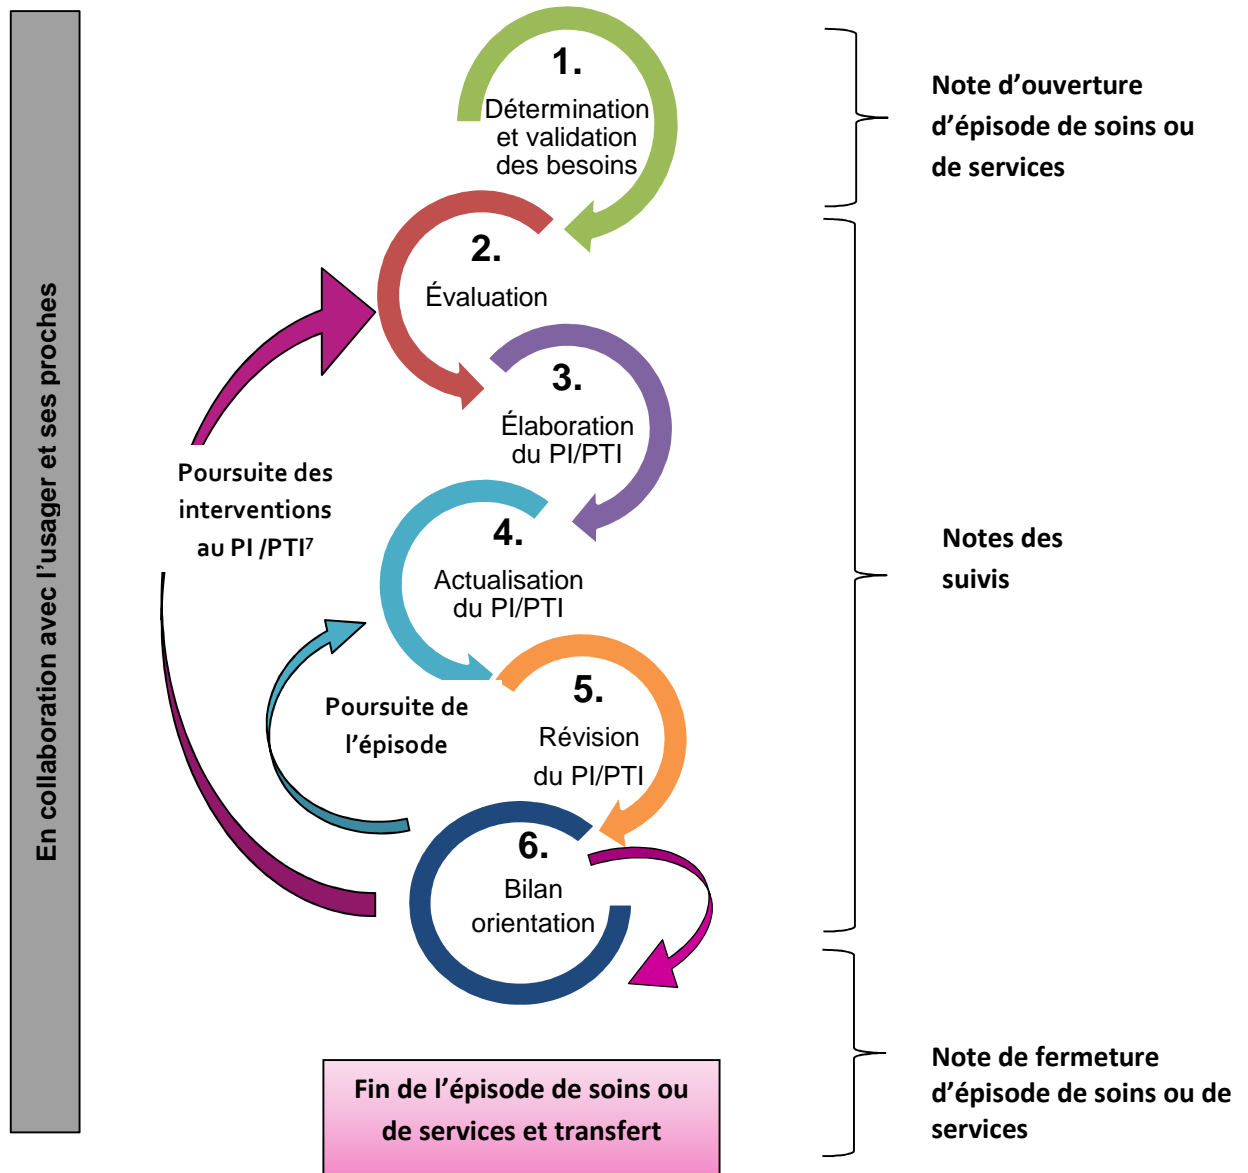 En collaboration avec l'usager et ses proches
1.
Détermination
et validation
des besoins
Note d'ouverture
d'épisode de soins ou
de services
2.
Évaluation
3.
Élaboration
du PI/PTI
Poursuite des
interventions
au PI /PTI⁷
4.
Actualisation
du PI/PTI
Notes des
suivis
Poursuite de
l'épisode
5.
Révision
du PI/PTI
6.
Bilan
orientation
Fin de l'épisode de soins ou
de services et transfert
Note de fermeture
d'épisode de soins ou de
services